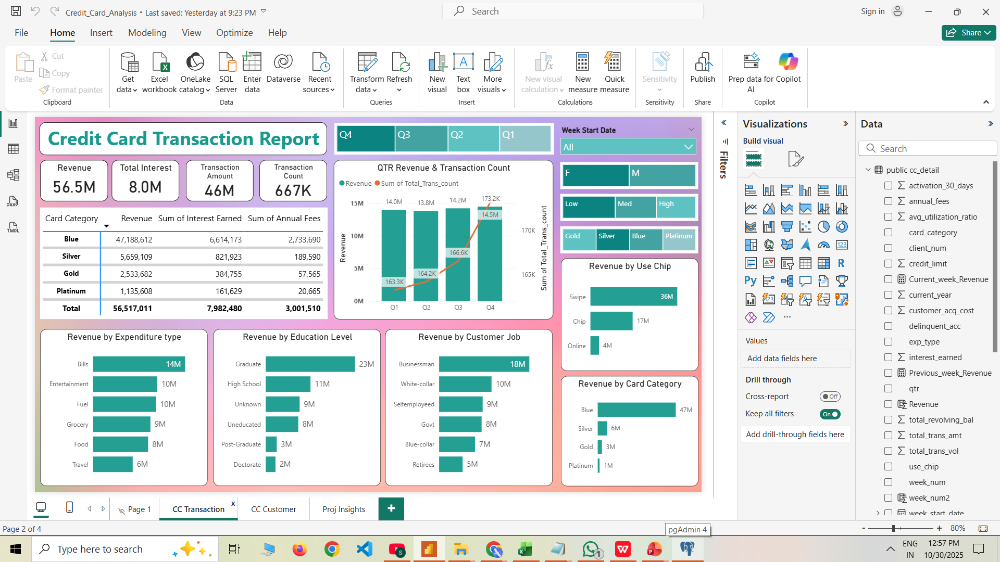 Credit_Card_Analysis • Last saved: Yesterday at 9:23 PM
Search
Sign in
File
Home
Insert
Modeling
View
Optimize
Help
Share
Paste
Cut
Copy
Format painter
Clipboard
Get data
Excel workbook
OneLake catalog
SQL Server
Enter data
Dataverse
Recent sources
Data
Transform data
Refresh
Queries
New visual
Text box
More visuals
Insert
New visual calculation
New measure
Quick measure
Calculations
Sensitivity
Sensitivity
Publish
Share
Prep data for AI
Copilot
Copilot
Credit Card Transaction Report
Q4
Q3
Q2
Q1
Week Start Date
All
Revenue
56.5M
Total Interest
8.0M
Transaction Amount
46M
Transaction Count
667K
F
M
Low
Med
High
Gold
Silver
Blue
Platinum
Card Category Revenue Sum of Interest Earned Sum of Annual Fees
Blue 47,188,612 6,614,173 2,733,690
Silver 5,659,109 821,923 189,590
Gold 2,533,682 384,755 57,565
Platinum 1,135,608 161,629 20,665
Total 56,517,011 7,982,480 3,001,510
QTR Revenue & Transaction Count
Revenue Sum of Total_Trans_count
Revenue
15M
10M
5M
0M
14.0M
13.8M
14.2M
14.5M
163.3K
164.2K
166.6K
173.2K
170K
165K
Sum of Total_Trans_count
Q1 Q2 Q3 Q4
Revenue by Use Chip
Swipe 36M
Chip 17M
Online 4M
Revenue by Expenditure type
Bills 14M
Entertainment 10M
Fuel 10M
Grocery 9M
Food 8M
Travel 6M
Revenue by Education Level
Graduate 23M
High School 11M
Unknown 9M
Uneducated 8M
Post-Graduate 3M
Doctorate 2M
Revenue by Customer Job
Businessman 18M
White-collar 10M
Selfemployeed 9M
Govt 8M
Blue-collar 7M
Retirees 5M
Revenue by Card Category
Blue 47M
Silver 6M
Gold 3M
Platinum 1M
Filters
Visualizations
Build visual
123
R
Py
123
Values
Add data fields here
Drill through
Cross-report Off
Keep all filters On
Add drill-through fields here
Data
Search
public cc_detail
activation_30_days
annual_fees
avg_utilization_ratio
card_category
client_num
credit_limit
Current_week_Revenue
current_year
customer_acq_cost
delinquent_acc
exp_type
interest_earned
Previous_week_Revenue
qtr
Revenue
total_revolving_bal
total_trans_amt
total_trans_vol
use_chip
week_num
week_num2
week_start_date
DAX
TMDL
Page 1
CC Transaction x
CC Customer
Proj Insights
+
Page 2 of 4
pgAdmin 4
- + 80%
Type here to search
S
1
W
P
ENG
IN
12:57 PM
10/30/2025